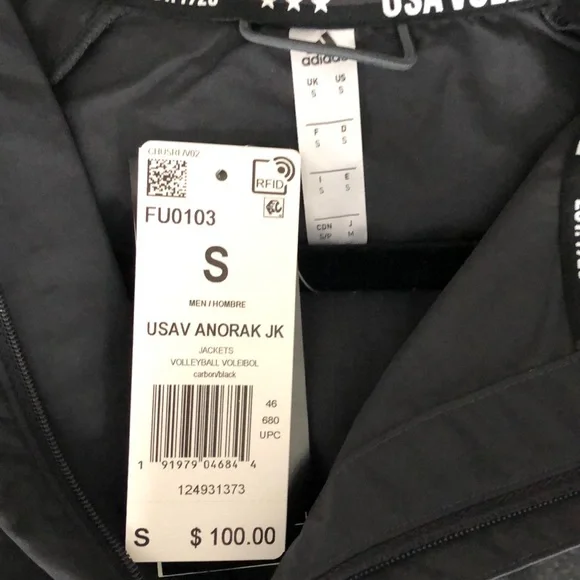 ★★★ USA VOLL
adidas
UK US
S S
F D
S S
I E
S S
CDN J
S/P M
RFID
FU0103
S
MEN / HOMBRE
USAV ANORAK JK
JACKETS
VOLLEYBALL VOLEIBOL
carbon/black
46
680
UPC
1 91979 04684 4
124931373
S $ 100.00